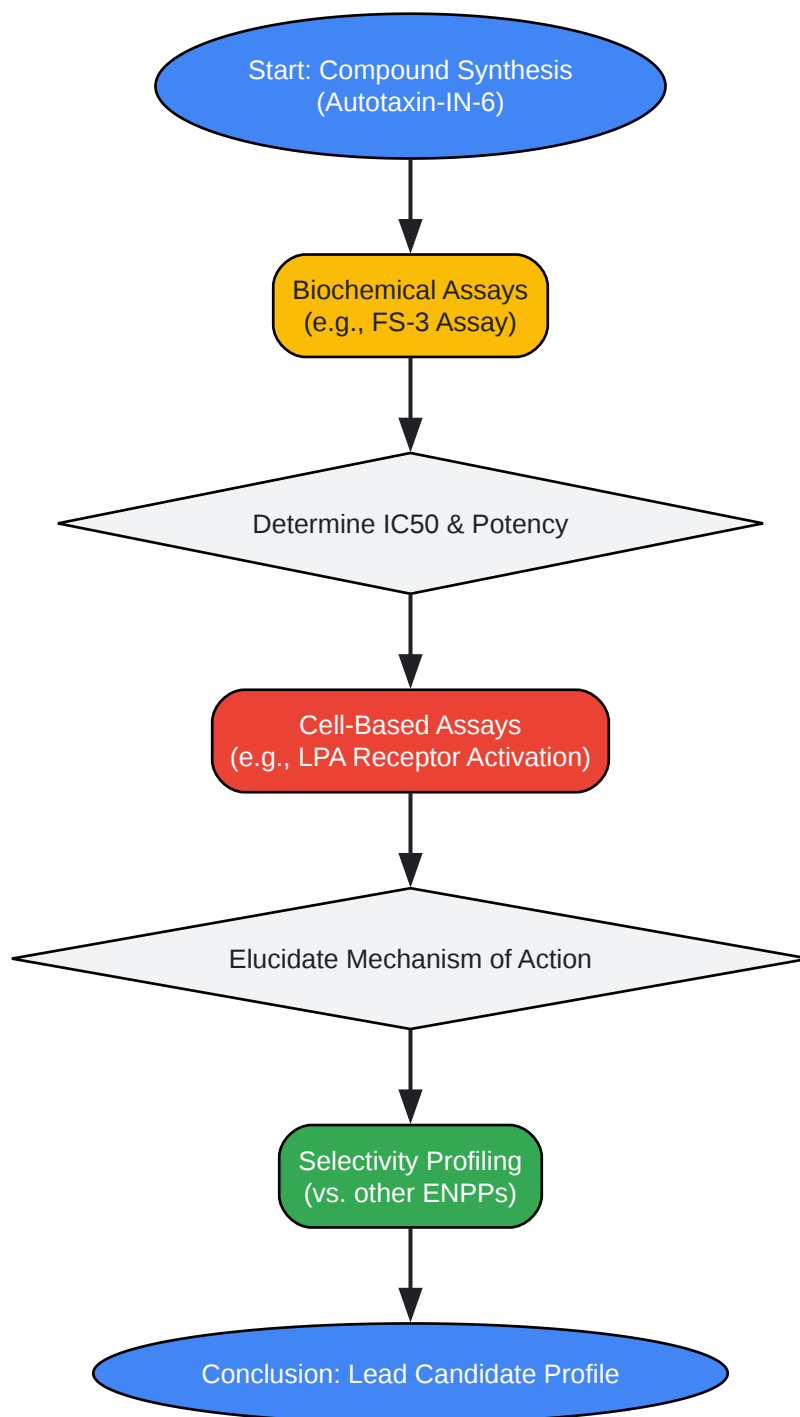 Start: Compound Synthesis
(Autotaxin-IN-6)
Biochemical Assays
(e.g., FS-3 Assay)
Determine IC50 & Potency
Cell-Based Assays
(e.g., LPA Receptor Activation)
Elucidate Mechanism of Action
Selectivity Profiling
(vs. other ENPPs)
Conclusion: Lead Candidate Profile